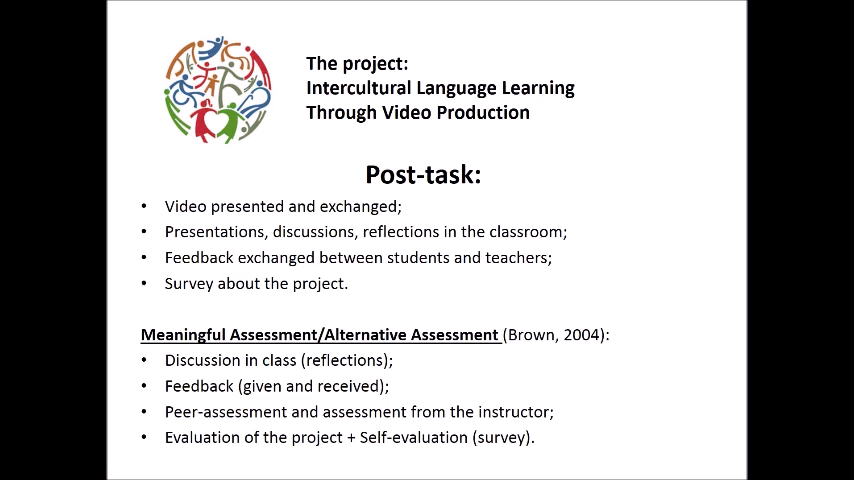 The project:
Intercultural Language Learning
Through Video Production
Post-task:
• Video presented and exchanged;
• Presentations, discussions, reflections in the classroom;
• Feedback exchanged between students and teachers;
• Survey about the project.
Meaningful Assessment/Alternative Assessment (Brown, 2004):
• Discussion in class (reflections);
• Feedback (given and received);
• Peer-assessment and assessment from the instructor;
• Evaluation of the project + Self-evaluation (survey).